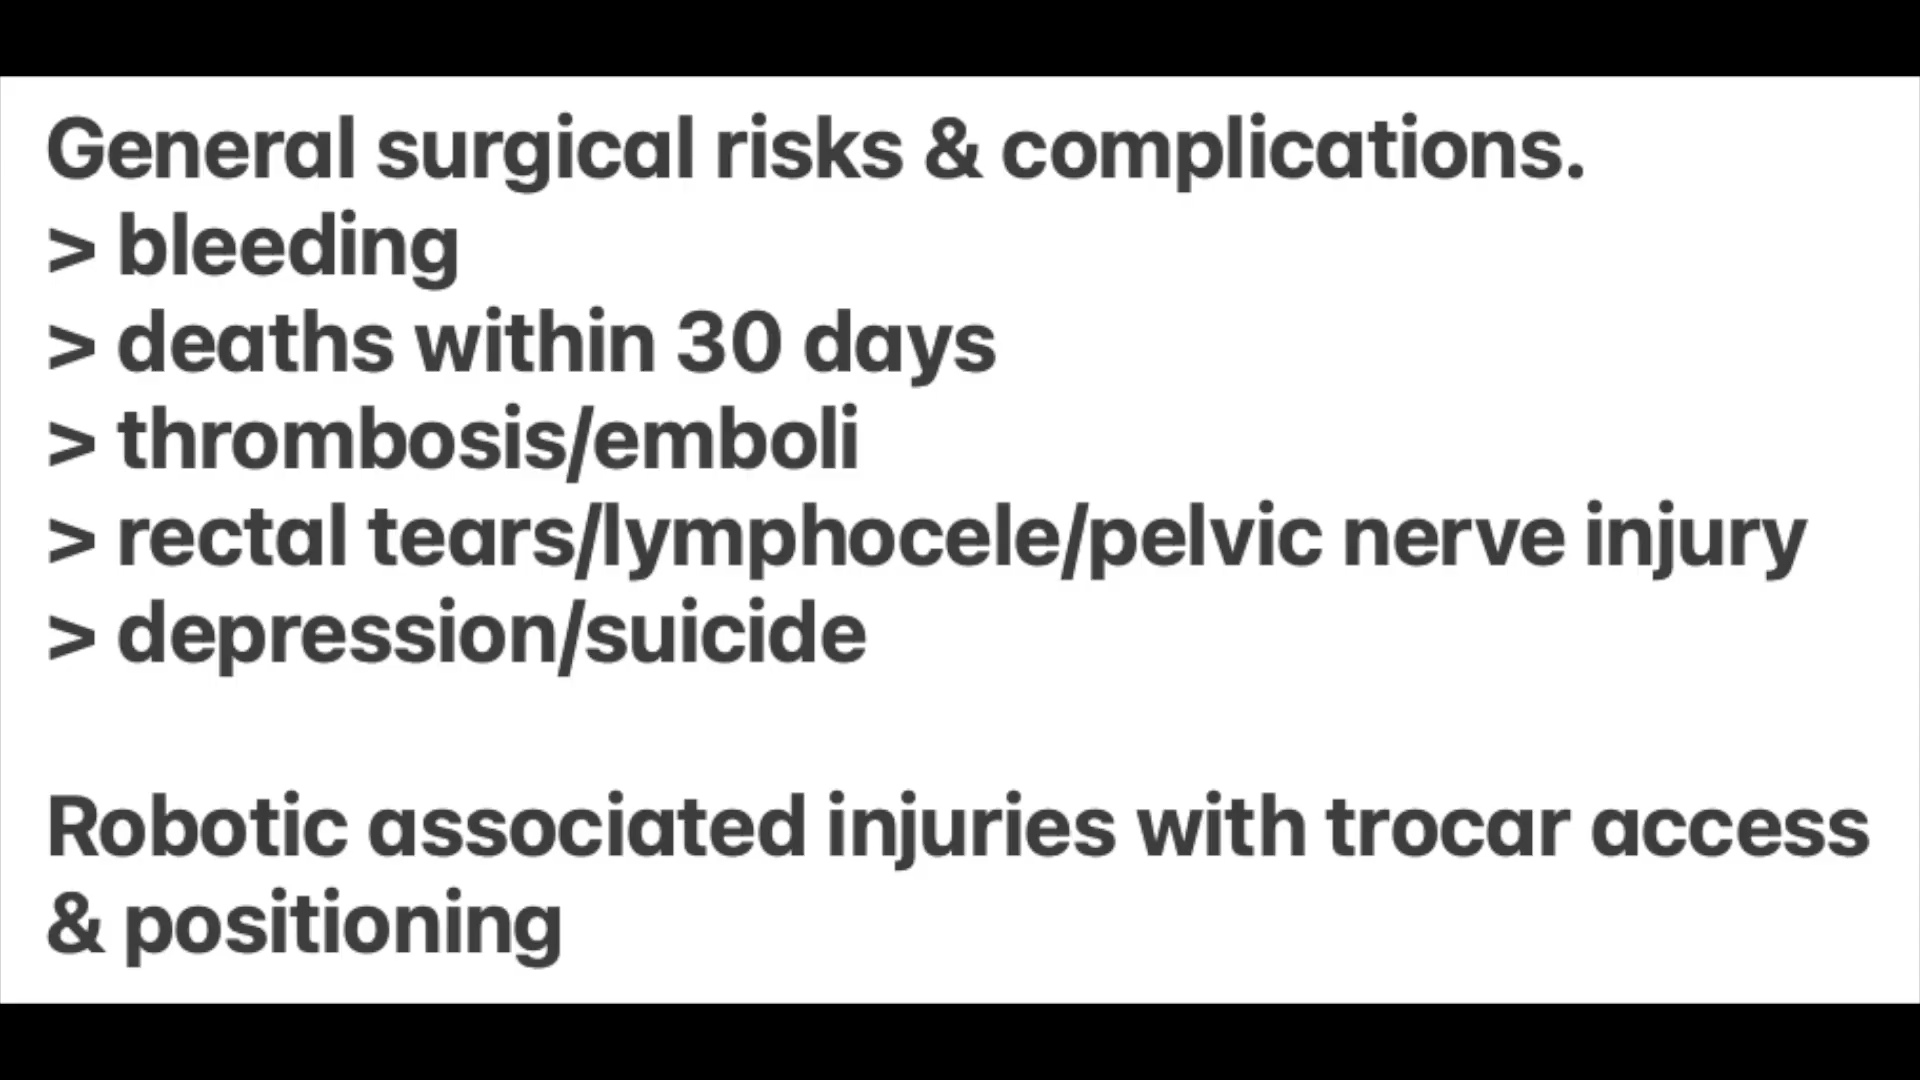 General surgical risks & complications.
> bleeding
> deaths within 30 days
> thrombosis/emboli
> rectal tears/lymphocele/pelvic nerve injury
> depression/suicide
Robotic associated injuries with trocar access
& positioning